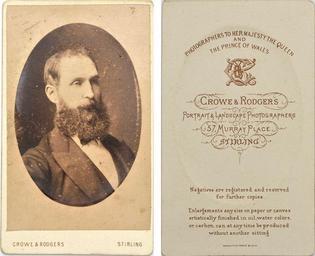 CROWE & RODGERS STIRLING
PHOTOGRAPHERS TO HER MAJESTY THE QUEEN
AND
THE PRINCE OF WALES
CROWE & RODGERS
PORTRAIT & LANDSCAPE PHOTOGRAPHERS
57, MURRAY PLACE.
STIRLING
Negatives are registered and reserved
for further copies.
Enlargements any size on paper or canvas
artistically finished in oil, water colors,
or carbon, can at any time be produced
without another sitting